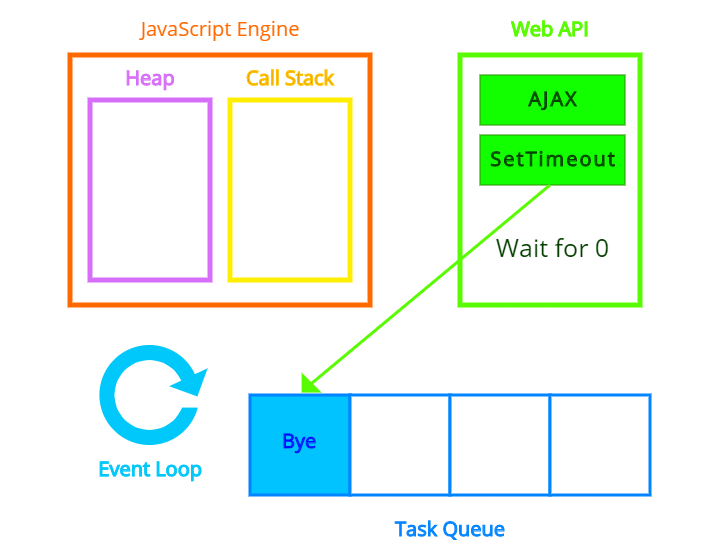 JavaScript Engine
Web API
Heap
Call Stack
AJAX
SetTimeout
Wait for 0
Bye
Event Loop
Task Queue